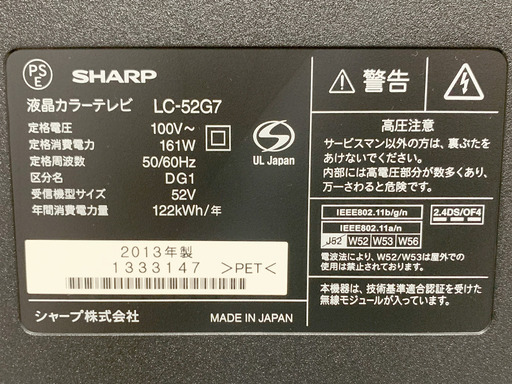 PSE SHARP
液晶カラーテレビ LC-52G7
定格電圧 100V～
定格消費電力 161W
定格周波数 50/60Hz
区分名 DG1
受信機型サイズ 52V
年間消費電力量 122kWh/年
S
UL Japan
2013年製
1333147 >PET<
シャープ株式会社 MADE IN JAPAN
警告
高圧注意
サービスマン以外の方は、裏ぶたを
あけないでください。
内部には高電圧部分が数多くあり、
万一さわると危険です。
IEEE802.11b/g/n 2.4DS/OF4
IEEE802.11a/n
J52 W52 W53 W56
電波法により、W52/W53は屋外での
使用は禁止されております。
本機器は、技術基準適合認証を受けた
無線モジュールが入っています。